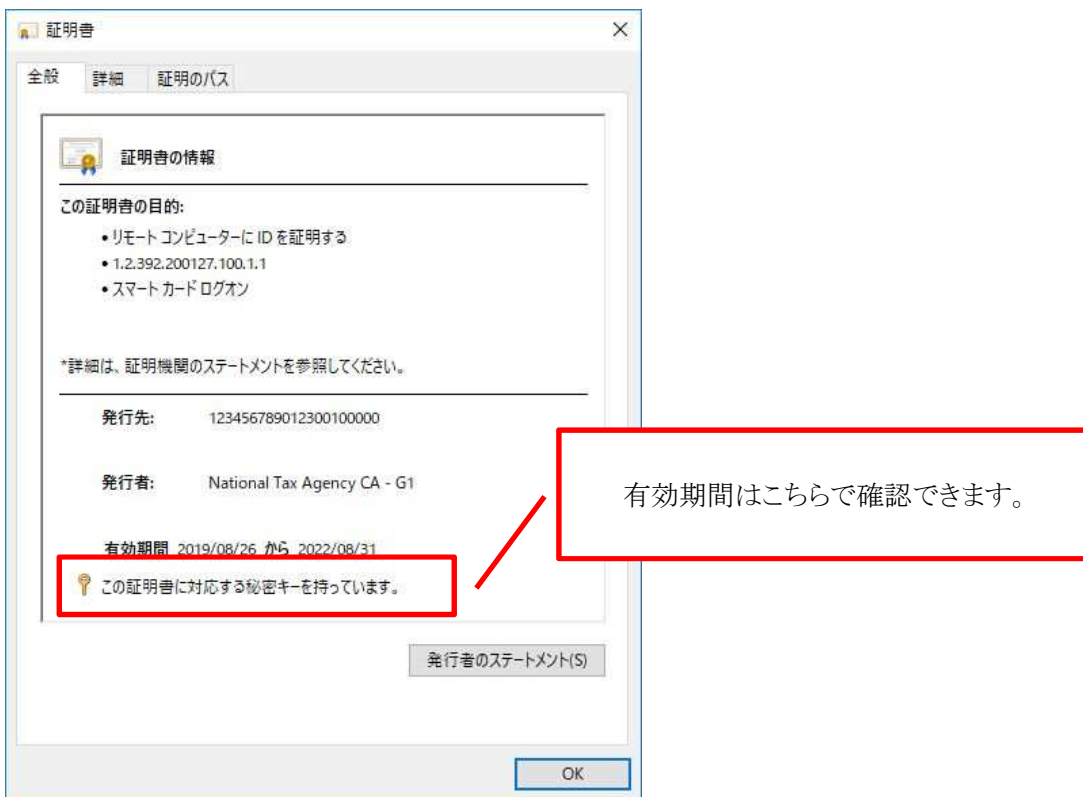 証明書
全般 詳細 証明のパス
証明書の情報
この証明書の目的:
• リモート コンピューターに ID を証明する
• 1.2.392.200127.100.1.1
• スマート カード ログオン
*詳細は、証明機関のステートメントを参照してください。
発行先: 123456789012300100000
発行者: National Tax Agency CA - G1
有効期間 2019/08/26 から 2022/08/31
この証明書に対応する秘密キーを持っています。
発行者のステートメント(S)
OK
有効期間はこちらで確認できます。